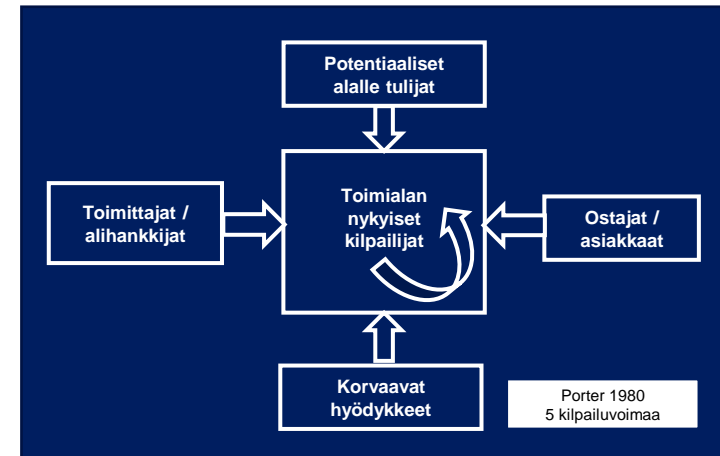 Potentiaaliset
alalle tulijat
Toimittajat /
alihankkijat
Toimialan
nykyiset
kilpailijat
Ostajat /
asiakkaat
Korvaavat
hyödykkeet
Porter 1980
5 kilpailuvoimaa